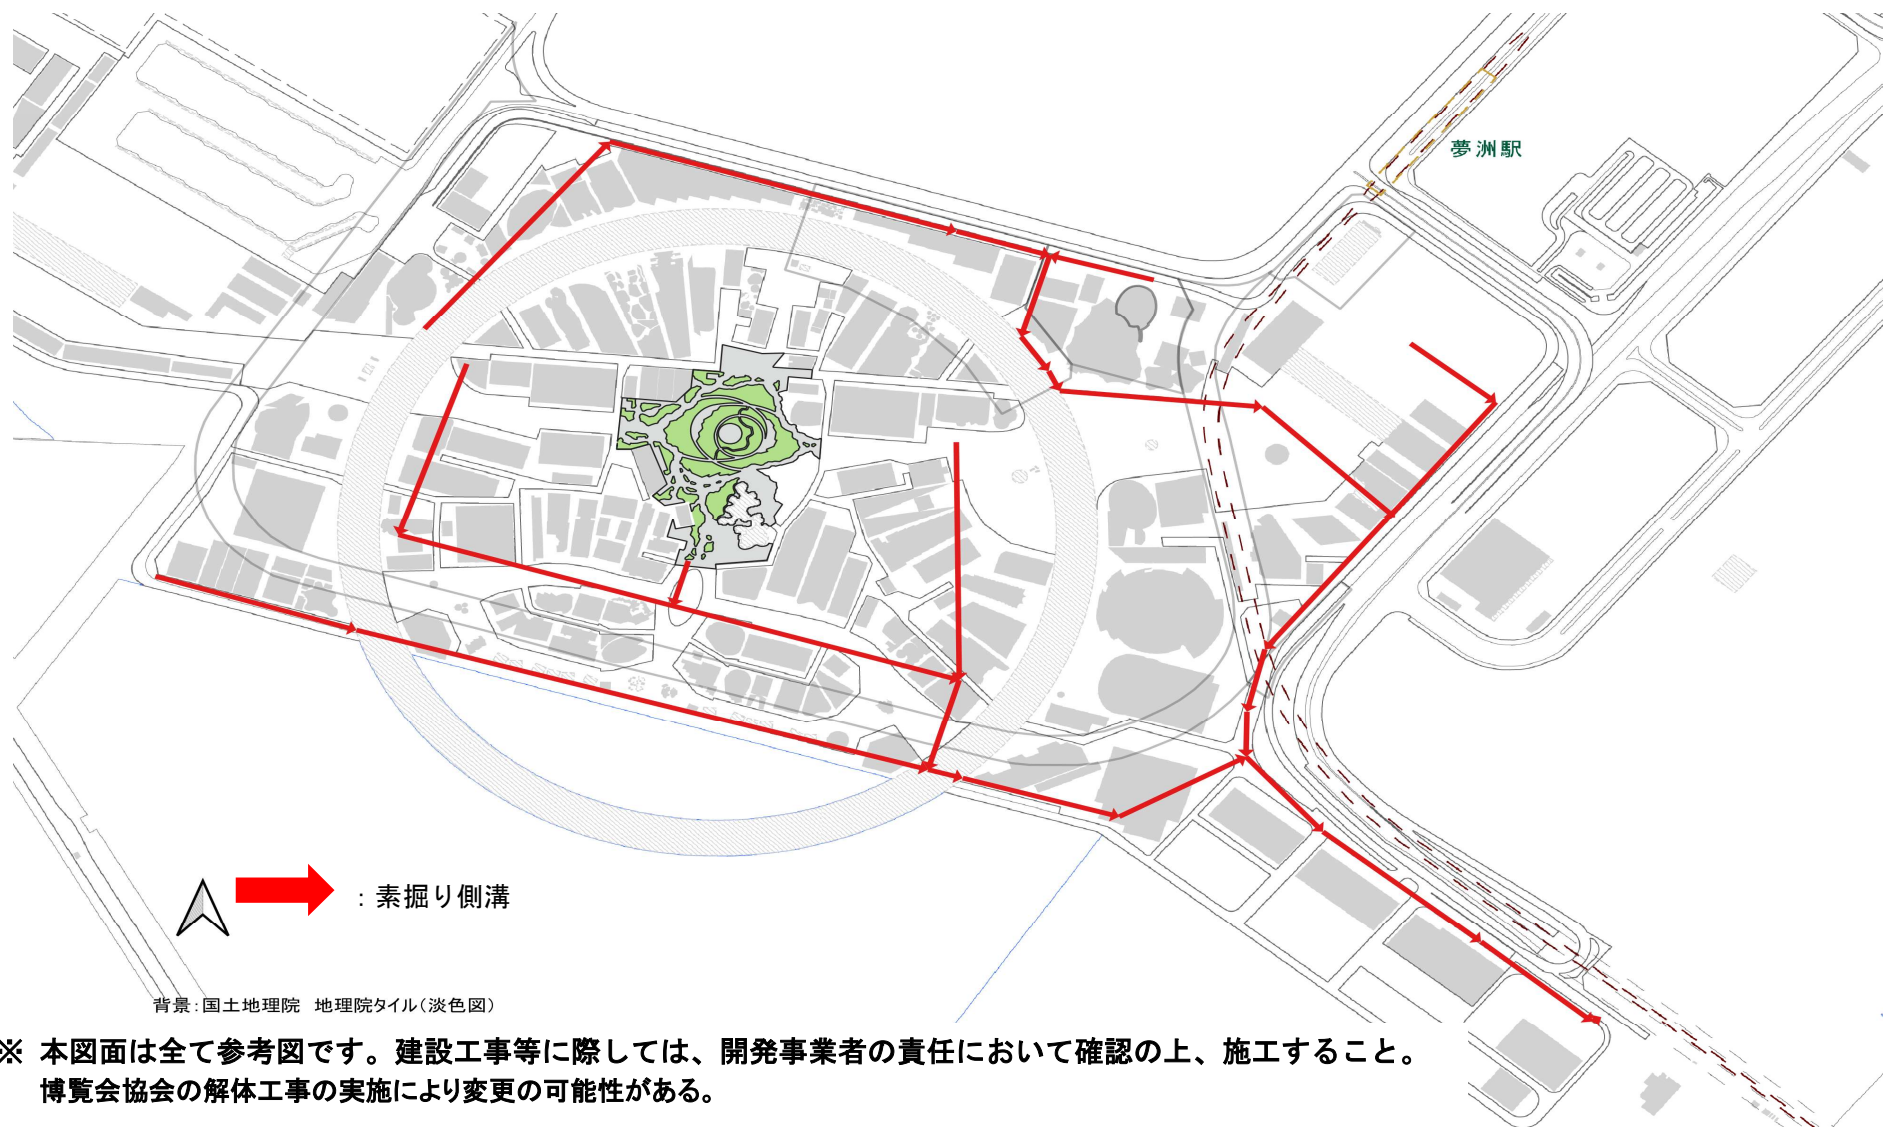 夢洲駅
：素掘り側溝
背景：国土地理院　地理院タイル（淡色図）
※ 本図面は全て参考図です。建設工事等に際しては、開発事業者の責任において確認の上、施工すること。
博覧会協会の解体工事の実施により変更の可能性がある。